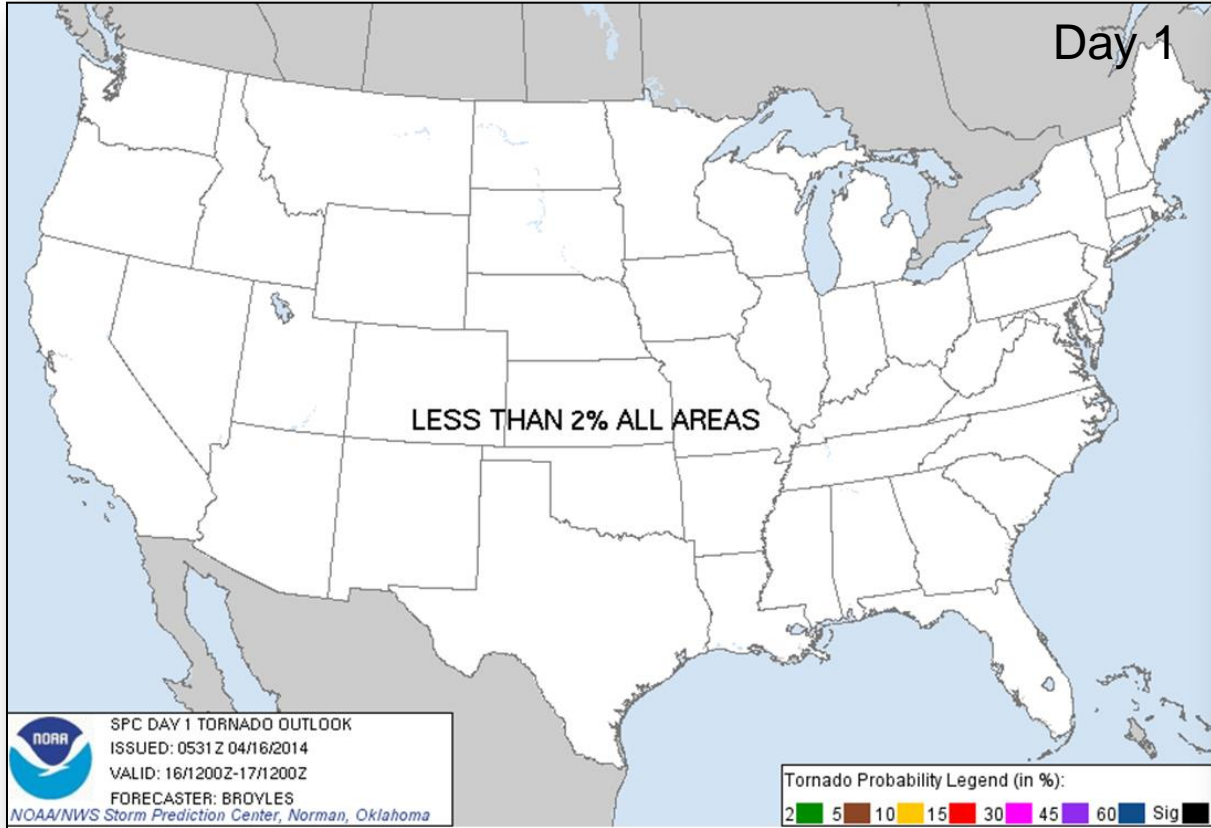 Day 1
LESS THAN 2% ALL AREAS
NOAA
SPC DAY 1 TORNADO OUTLOOK
ISSUED: 0531Z 04/16/2014
VALID: 16/1200Z-17/1200Z
FORECASTER: BROYLES
NOAA/NWS Storm Prediction Center, Norman, Oklahoma
Tornado Probability Legend (in %):
2 5 10 15 30 45 60 Sig